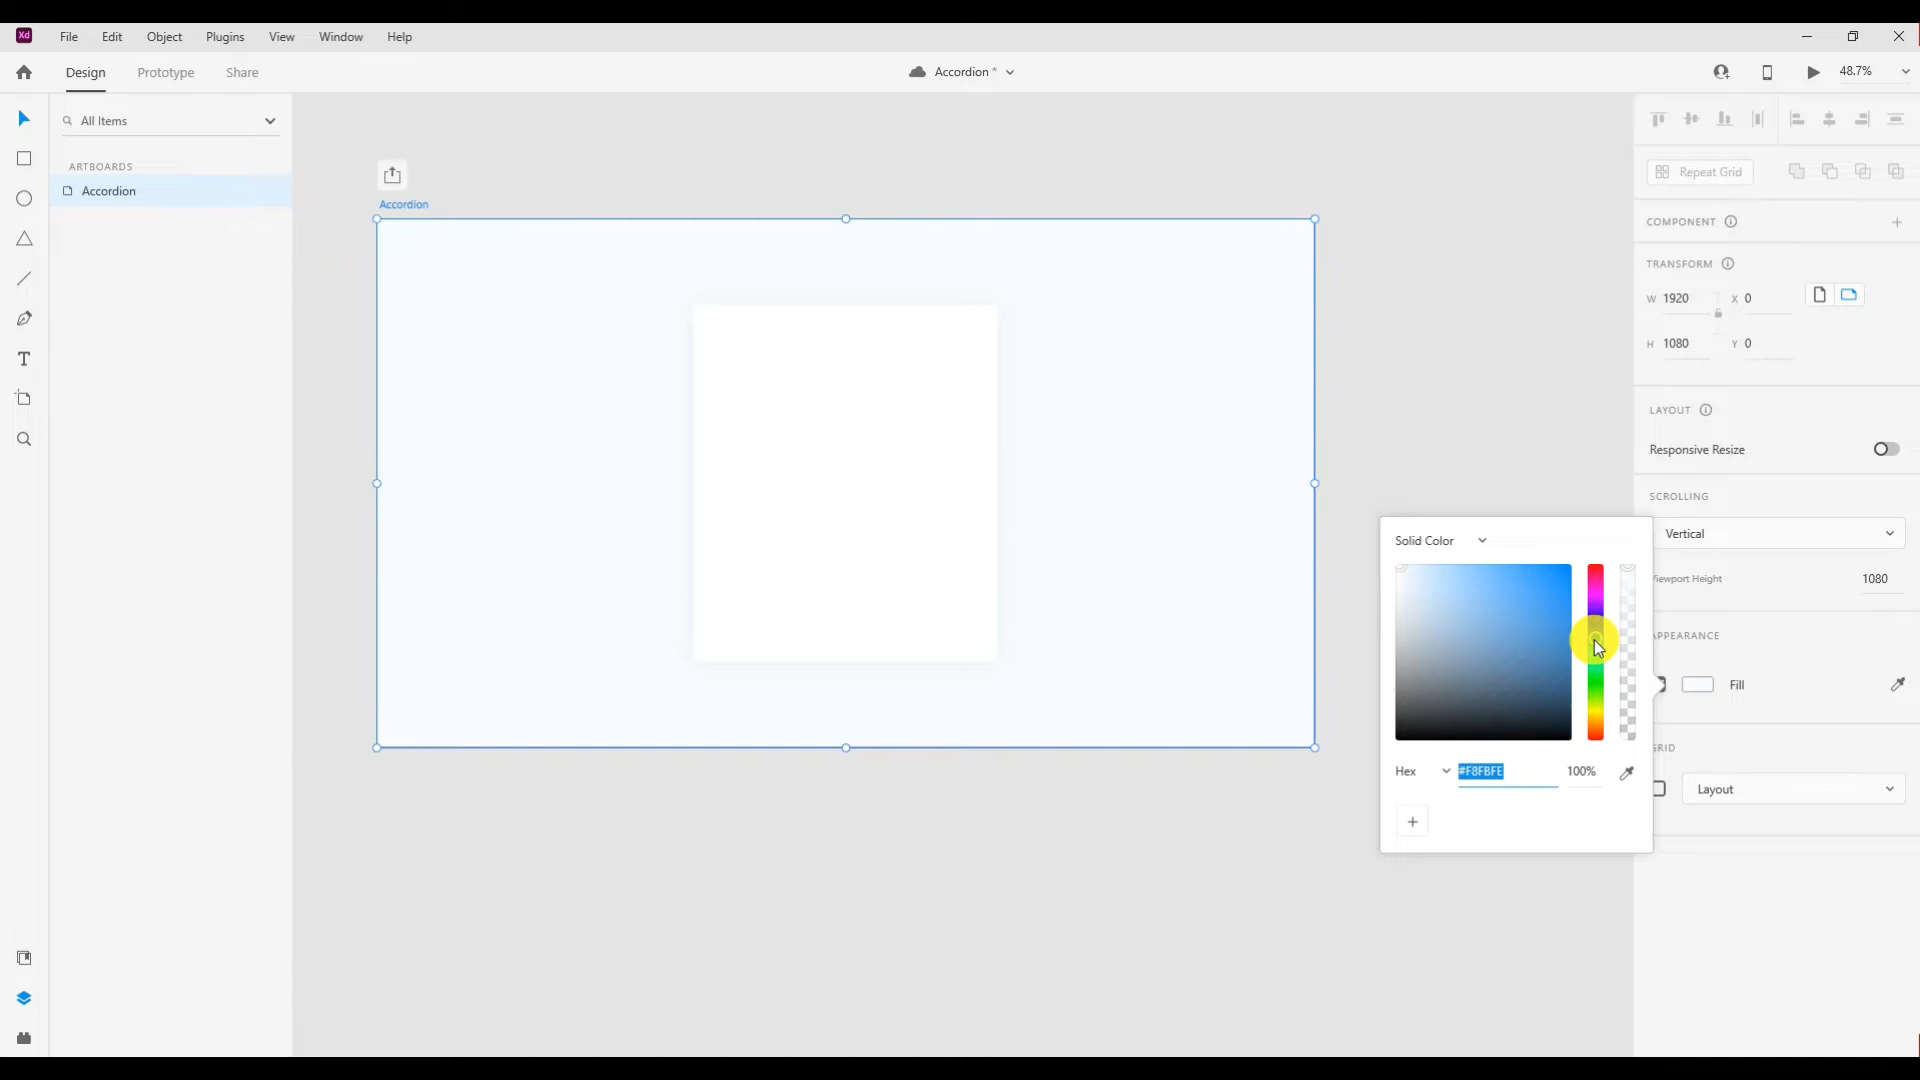 Xd File Edit Object Plugins View Window Help
Design Prototype Share Accordion * 48.7%
All Items
ARTBOARDS
Accordion
Accordion
Repeat Grid
COMPONENT
TRANSFORM
W 1920 X 0
H 1080 Y 0
LAYOUT
Responsive Resize
SCROLLING
Vertical
Viewport Height 1080
APPEARANCE
Fill
GRID
Layout
Solid Color
Hex #F8FBFE 100%